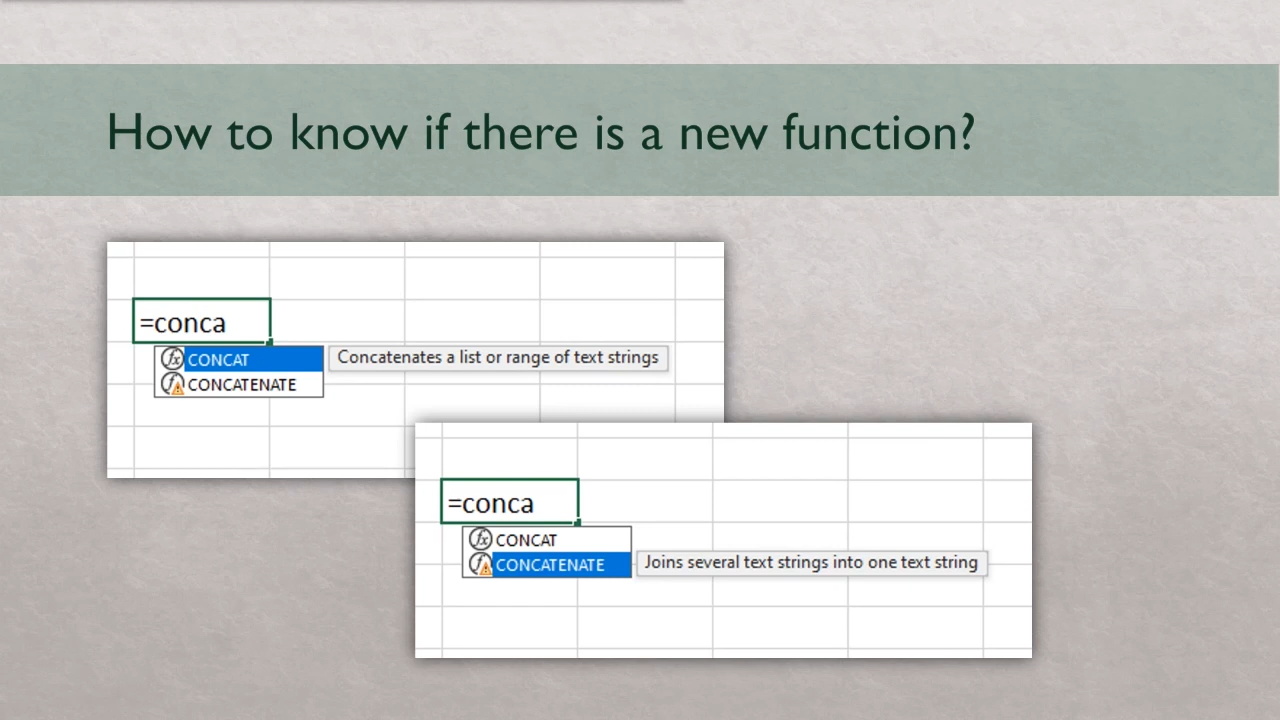 How to know if there is a new function?
=conca
CONCAT
Concatenates a list or range of text strings
CONCATENATE
=conca
CONCAT
CONCATENATE
Joins several text strings into one text string